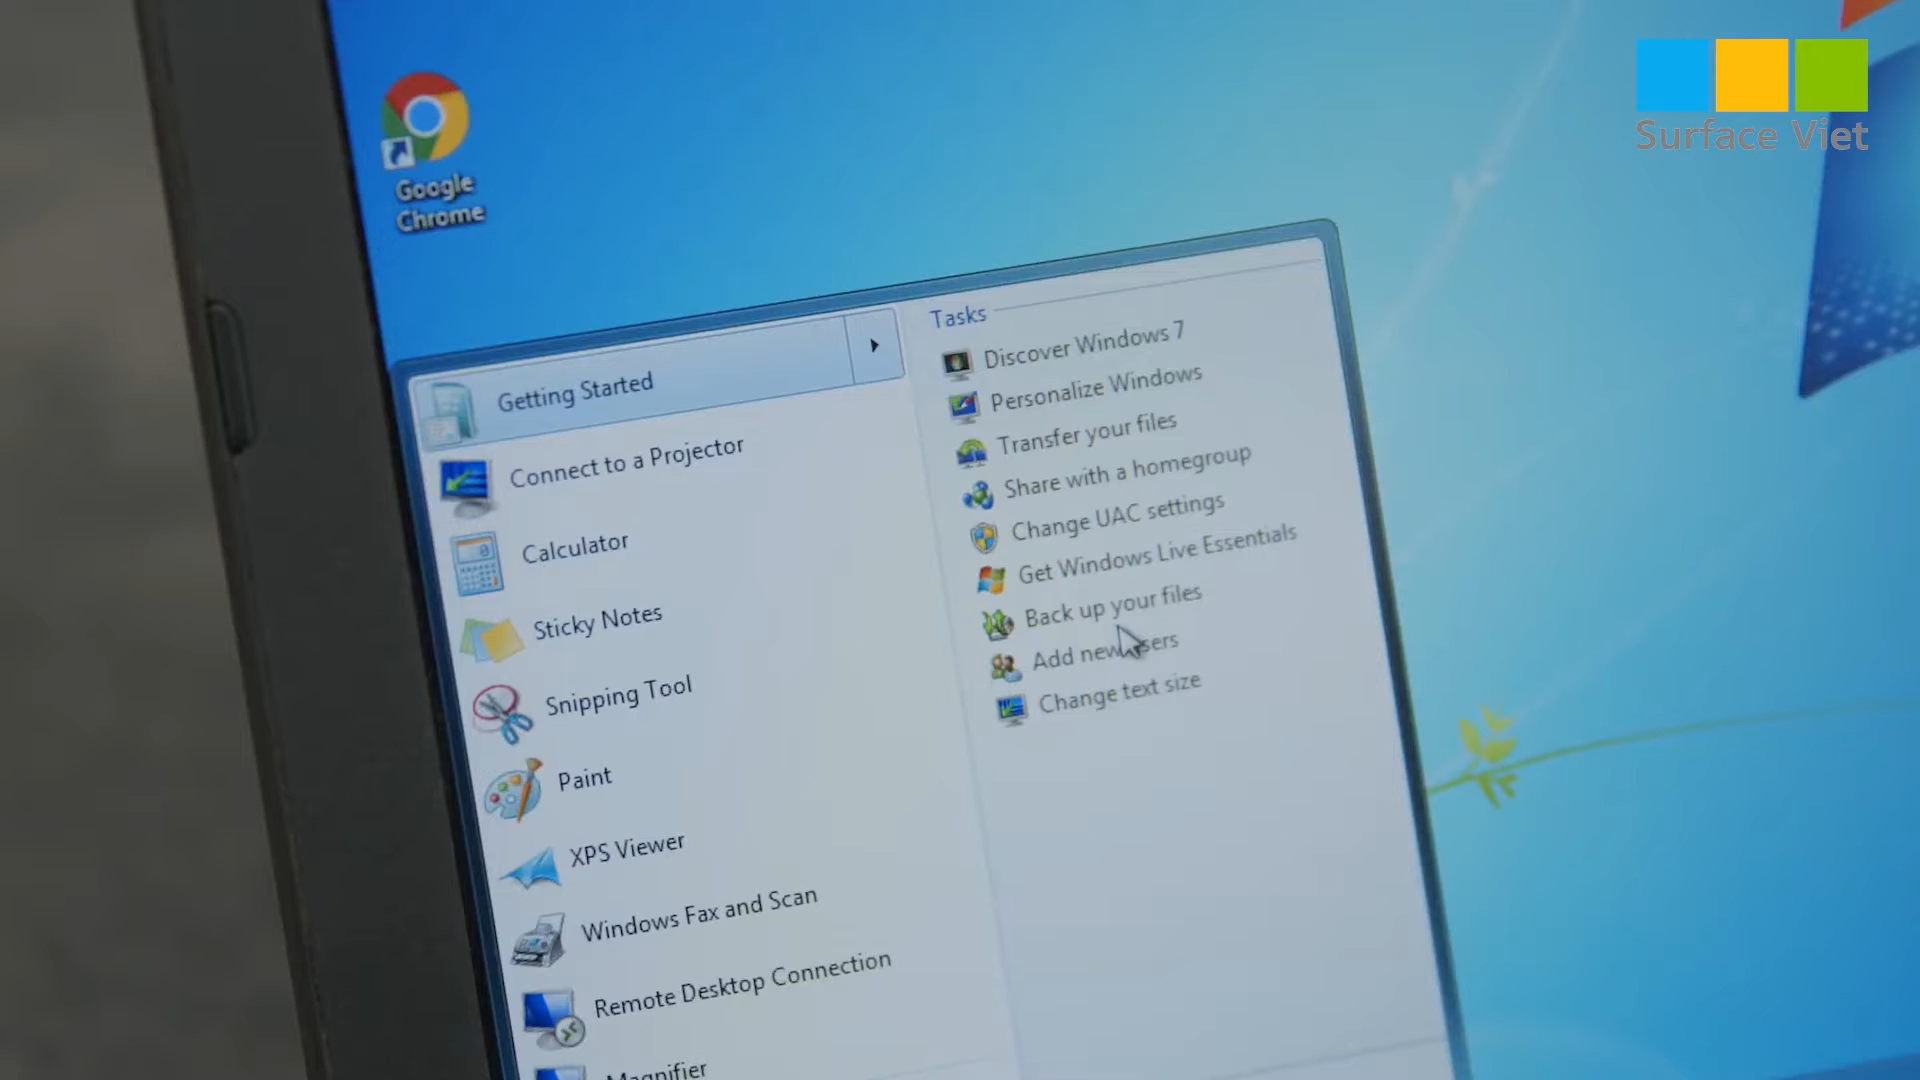 Surface Viet
Google
Chrome
Getting Started
Connect to a Projector
Calculator
Sticky Notes
Snipping Tool
Paint
XPS Viewer
Windows Fax and Scan
Remote Desktop Connection
Magnifier
Tasks
Discover Windows 7
Personalize Windows
Transfer your files
Share with a homegroup
Change UAC settings
Get Windows Live Essentials
Back up your files
Add new users
Change text size